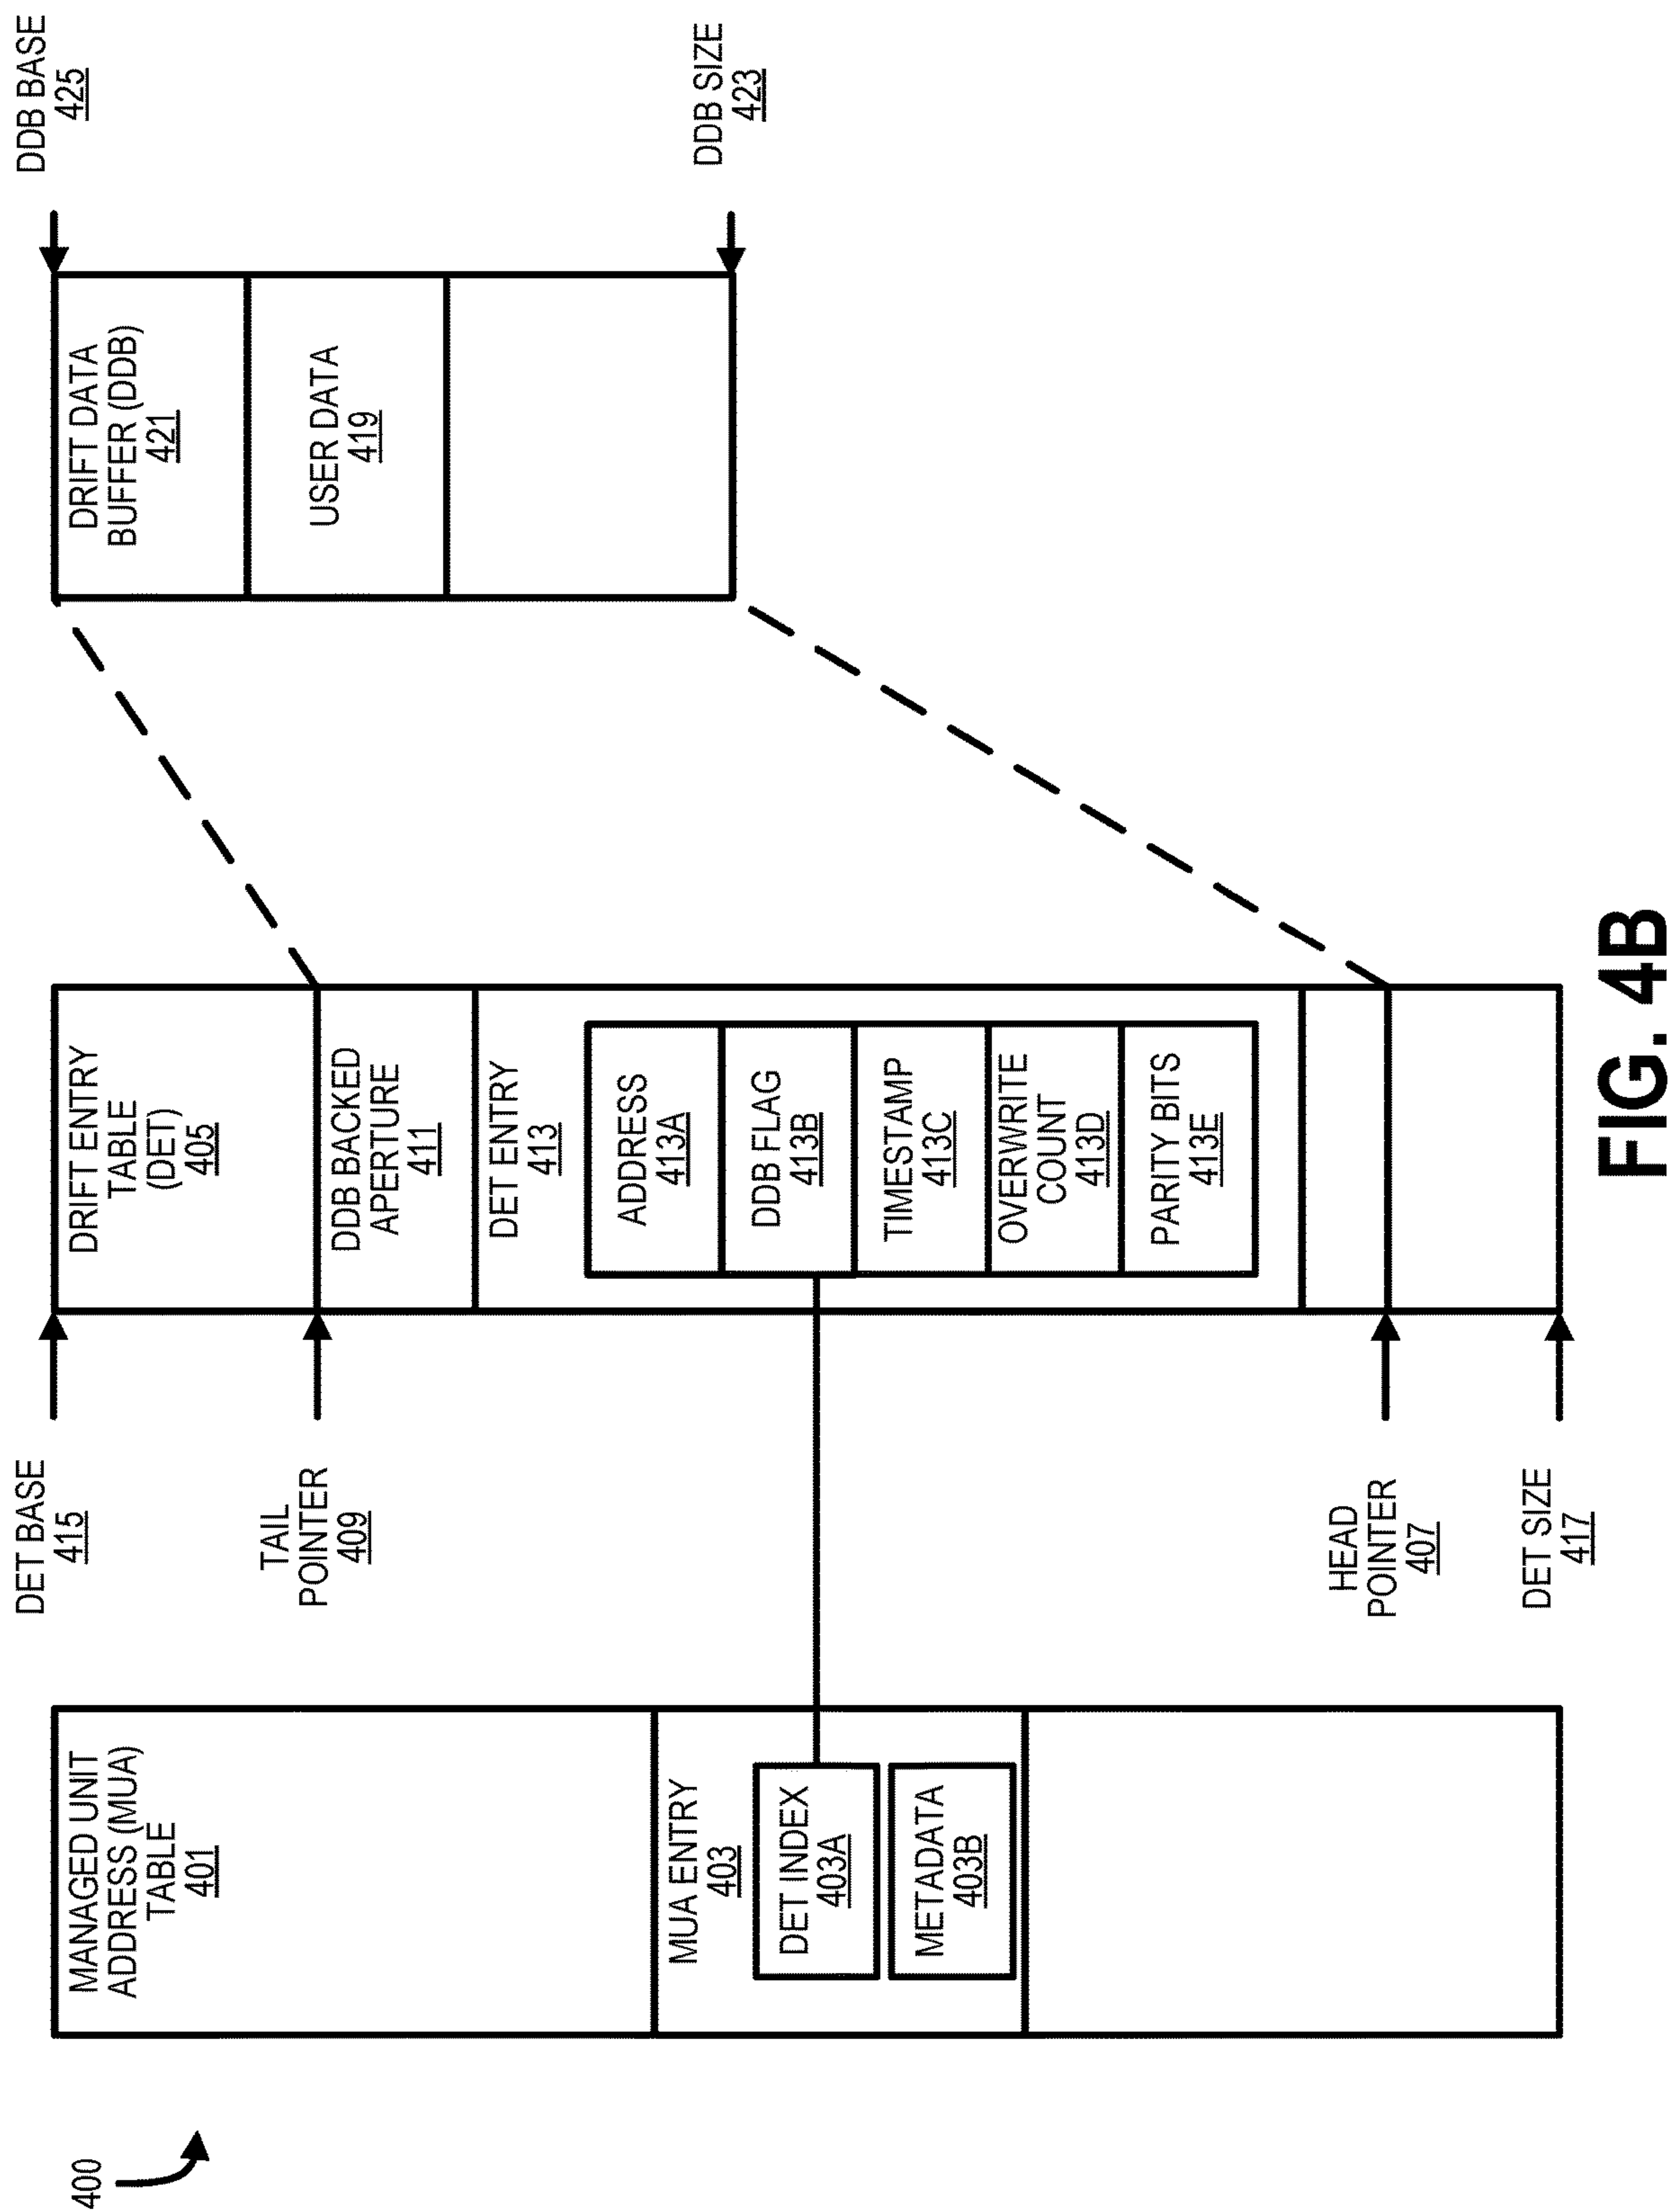 400
MANAGED UNIT
ADDRESS (MUA)
TABLE
401
MUA ENTRY
403
DET INDEX
403A
METADATA
403B
DET BASE
415
TAIL
POINTER
409
HEAD
POINTER
407
DET SIZE
417
DRIFT ENTRY
TABLE
(DET)
405
DDB BACKED
APERTURE
411
DET ENTRY
413
ADDRESS
413A
DDB FLAG
413B
TIMESTAMP
413C
OVERWRITE
COUNT
413D
PARITY BITS
413E
DRIFT DATA
BUFFER (DDB)
421
USER DATA
419
DDB BASE
425
DDB SIZE
423
FIG. 4B